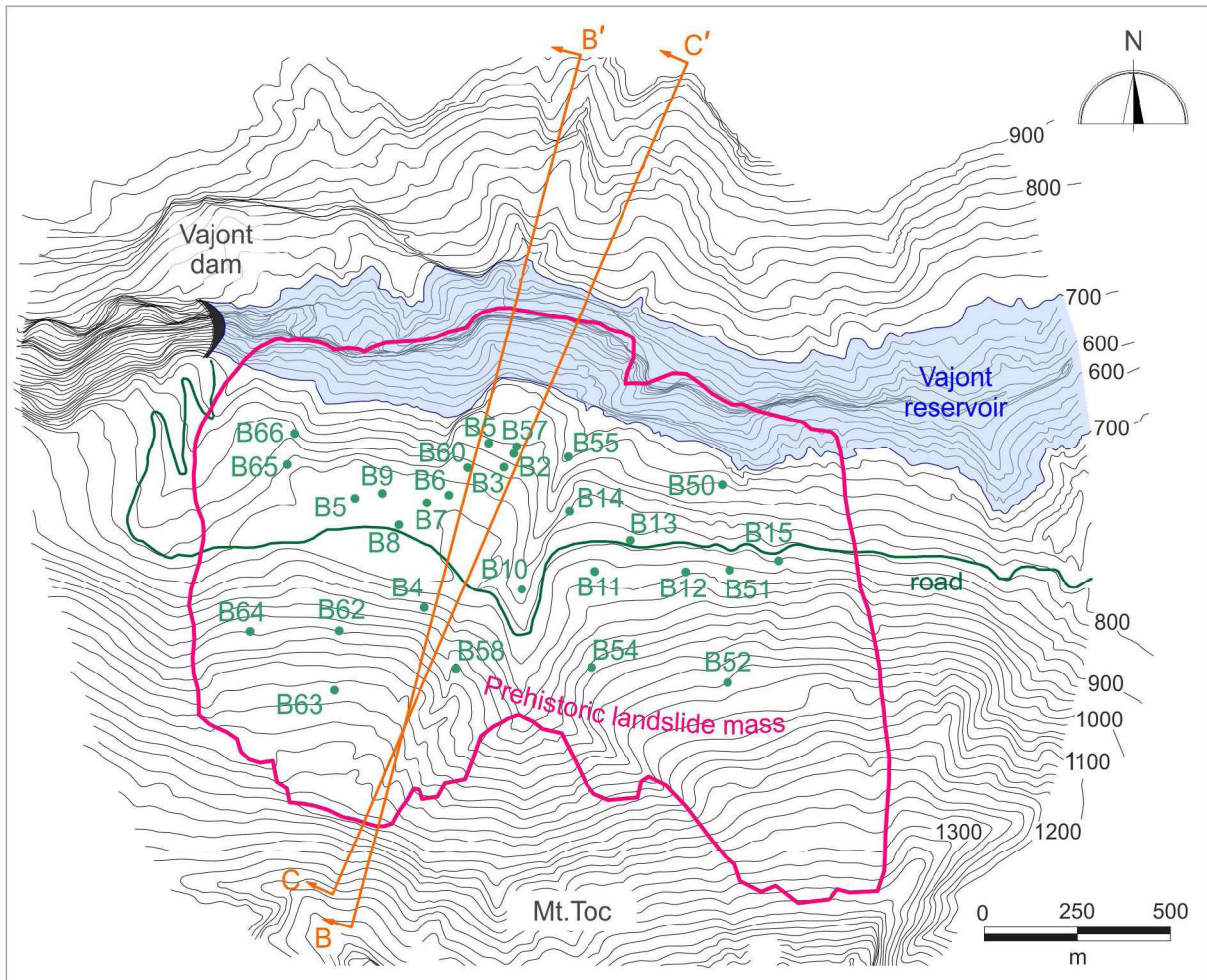 B′
C′
N
900
800
Vajont
dam
700
600
600
Vajont
reservoir
700
B66
B5
B57
B55
B60
B2
B65
B9
B6
B3
B50
B5
B14
B7
B13
B15
B8
B10
B11
B12
B51
road
B4
B64
B62
800
B58
B54
B52
B63
Prehistoric landslide mass
900
1000
1100
1300
1200
C
B
Mt.Toc
0
250
500
m